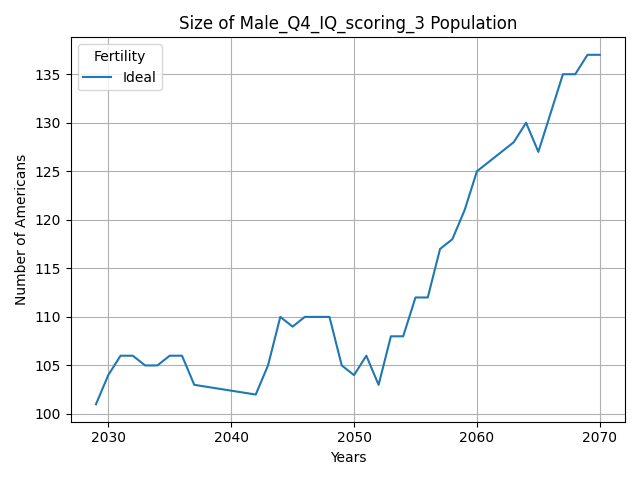 Size of Male_Q4_IQ_scoring_3 Population
Fertility
Ideal
Number of Americans
135
130
125
120
115
110
105
100
2030 2040 2050 2060 2070
Years